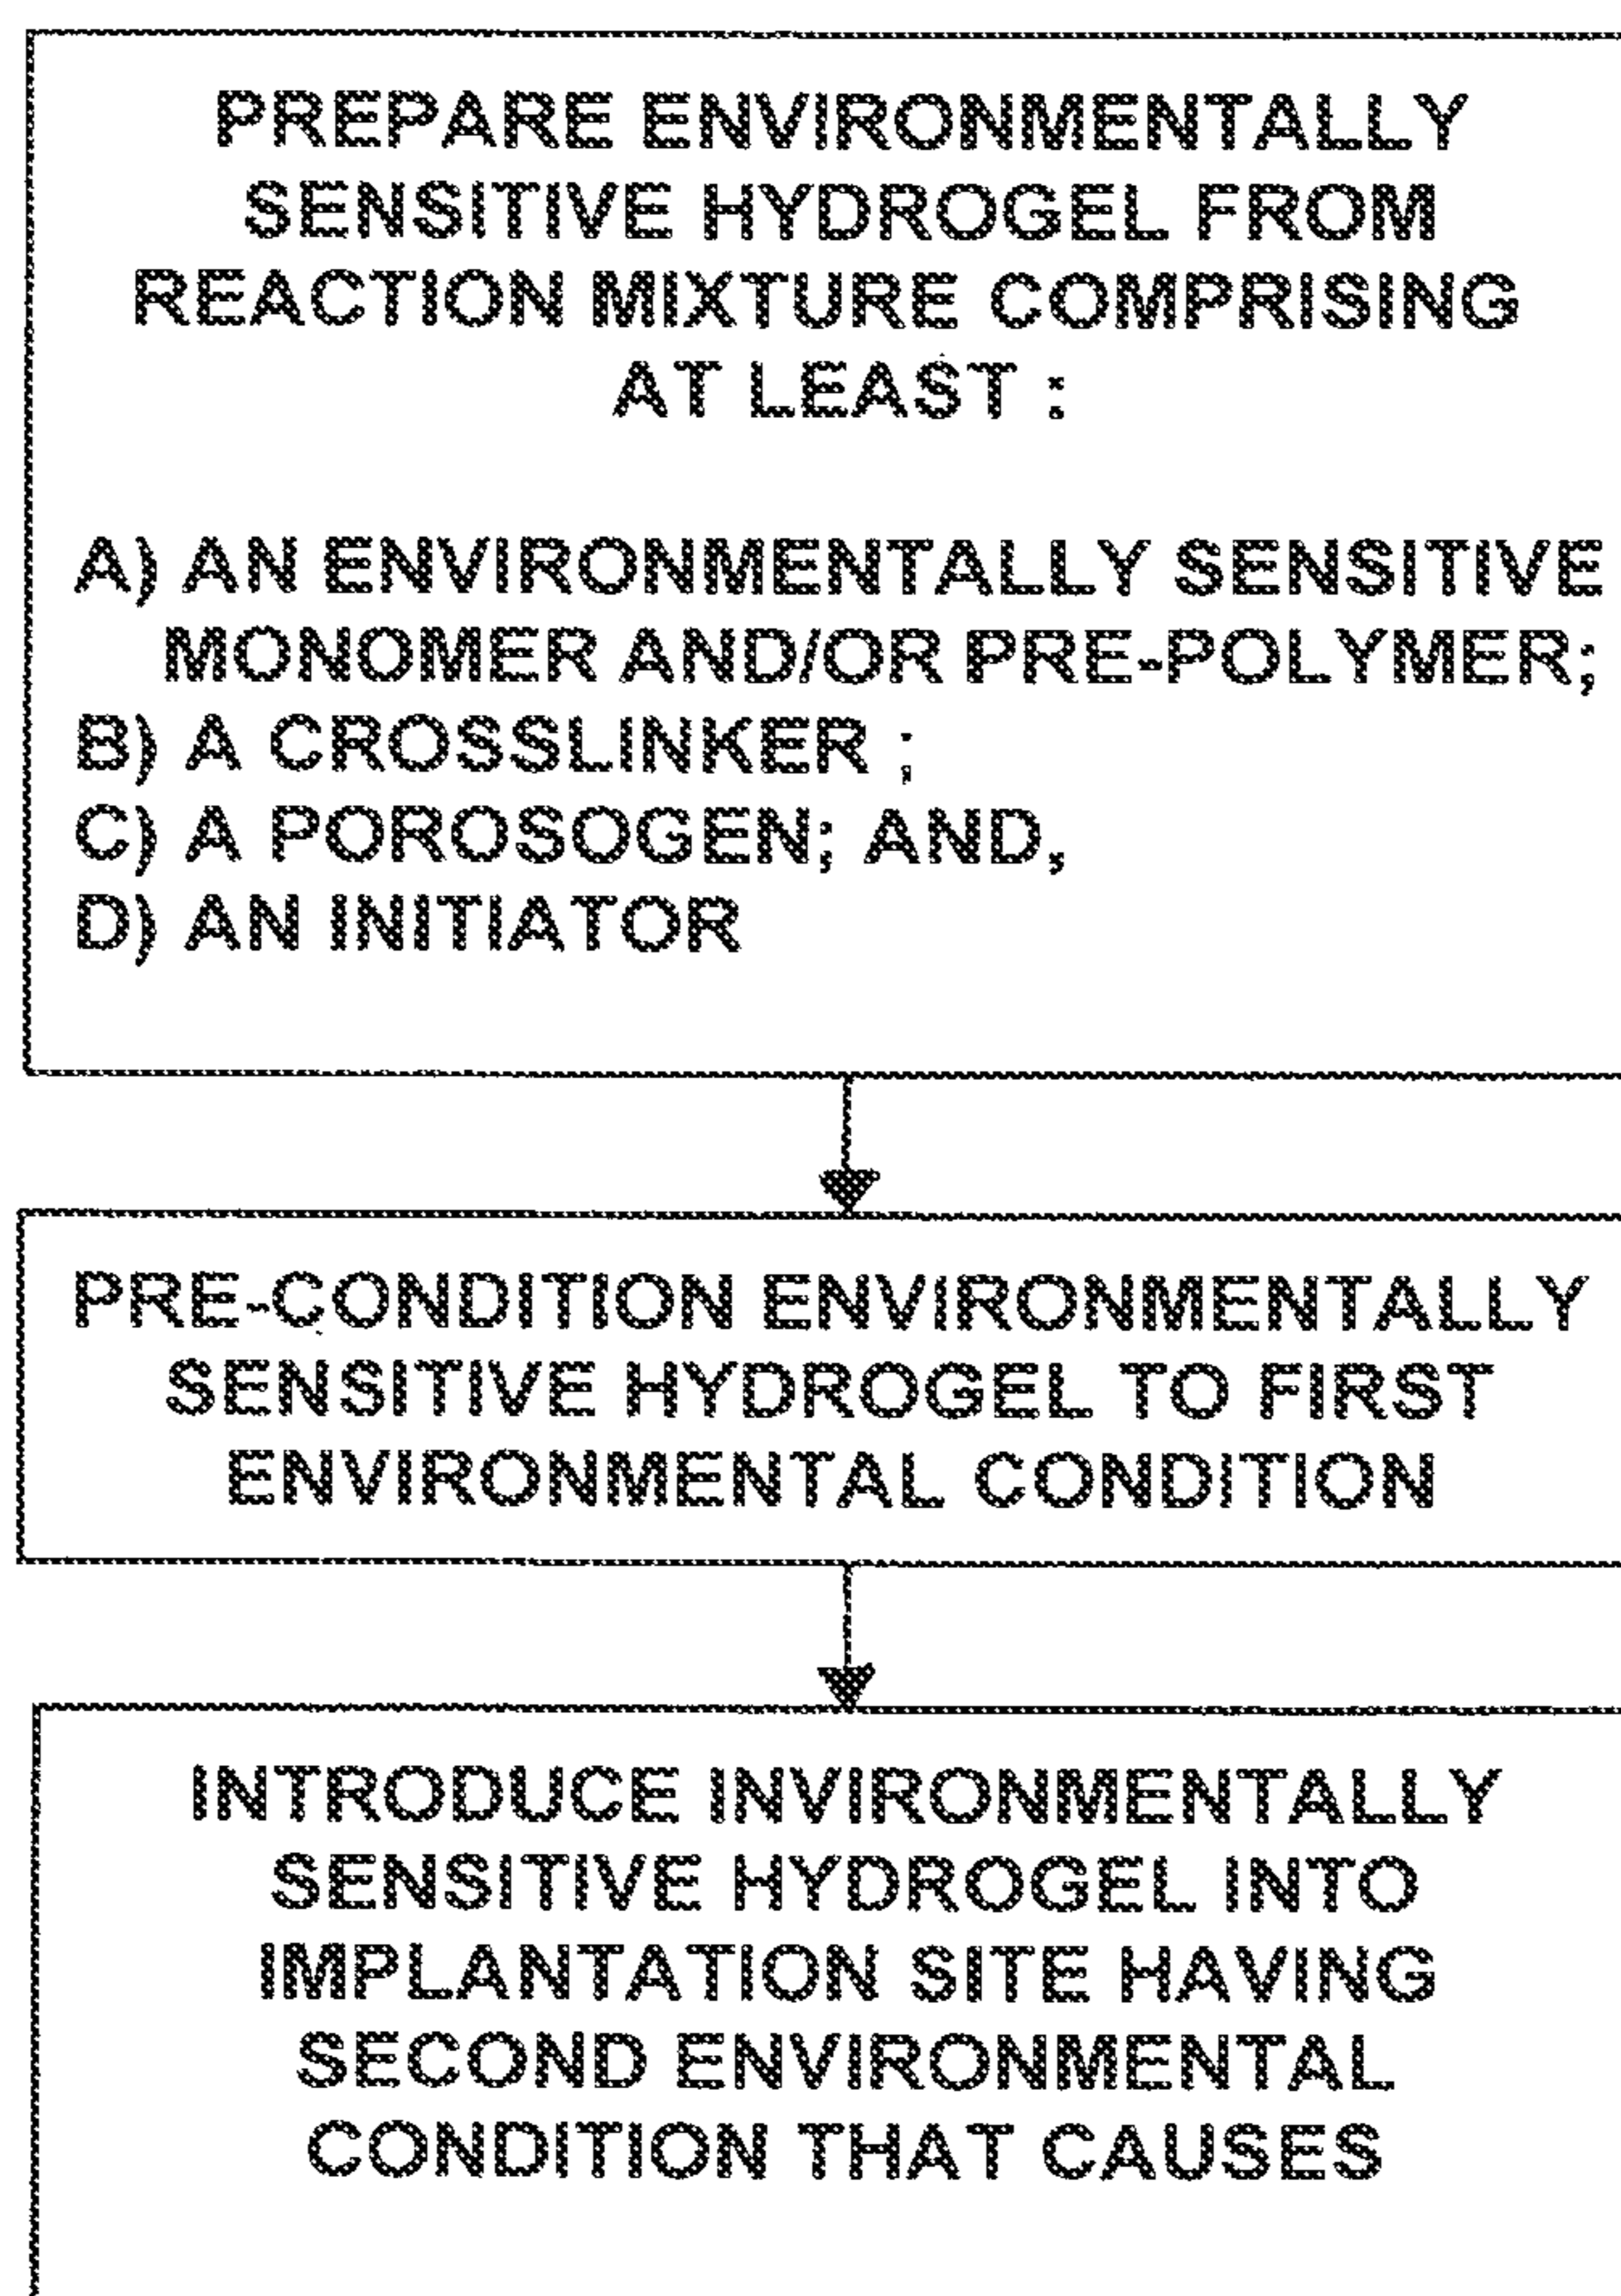 PREPARE ENVIRONMENTALLY
SENSITIVE HYDROGEL FROM
REACTION MIXTURE COMPRISING
AT LEAST :
A) AN ENVIRONMENTALLY SENSITIVE
MONOMER AND/OR PRE-POLYMER;
B) A CROSSLINKER ;
C) A POROSOGEN; AND,
D) AN INITIATOR
PRE-CONDITION ENVIRONMENTALLY
SENSITIVE HYDROGEL TO FIRST
ENVIRONMENTAL CONDITION
INTRODUCE INVIRONMENTALLY
SENSITIVE HYDROGEL INTO
IMPLANTATION SITE HAVING
SECOND ENVIRONMENTAL
CONDITION THAT CAUSES